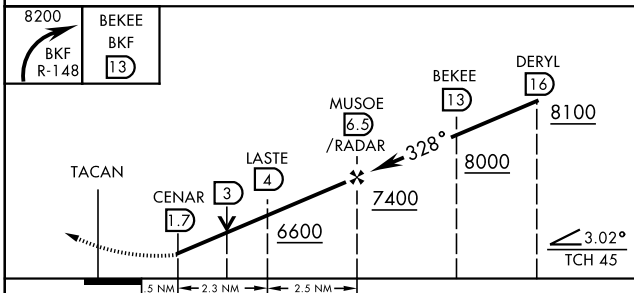 8200
BKF
R-148
BEKEE
BKF
13
DERYL
16
8100
BEKEE
13
8000
MUSOE
6.5
/RADAR
328°
7400
LASTE
4
6600
3
CENAR
1.7
TACAN
3.02°
TCH 45
.5 NM
2.3 NM
2.5 NM